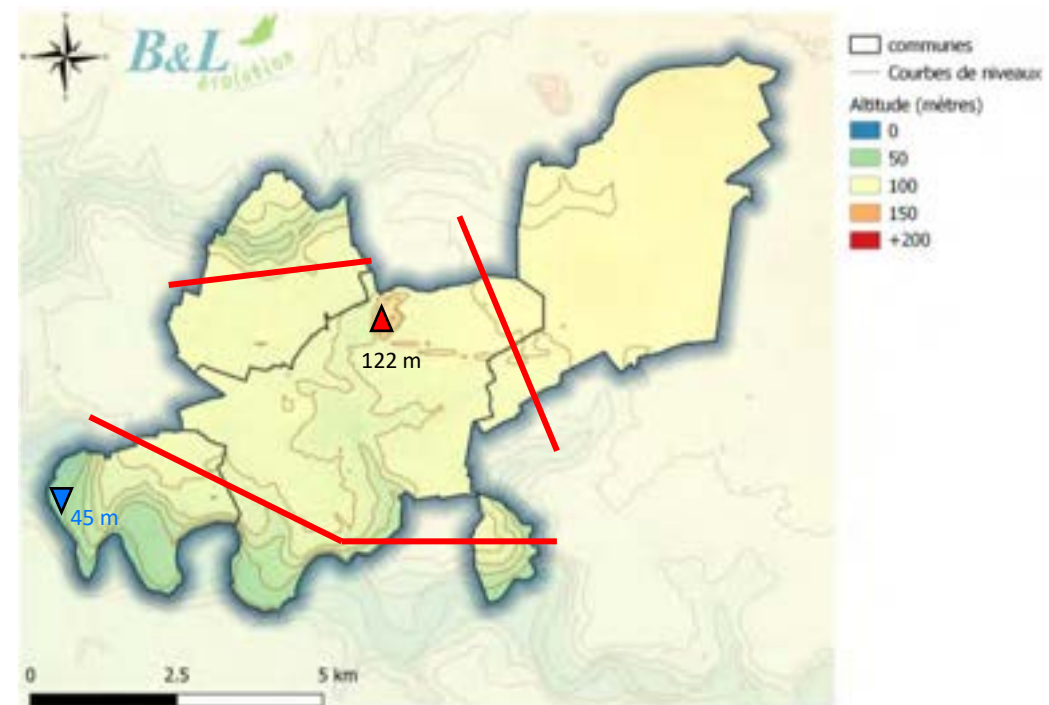 B&L
évolution
communes
Courbes de niveaux
Altitude (mètres)
0
50
100
150
+200
122 m
45 m
0 2.5 5 km